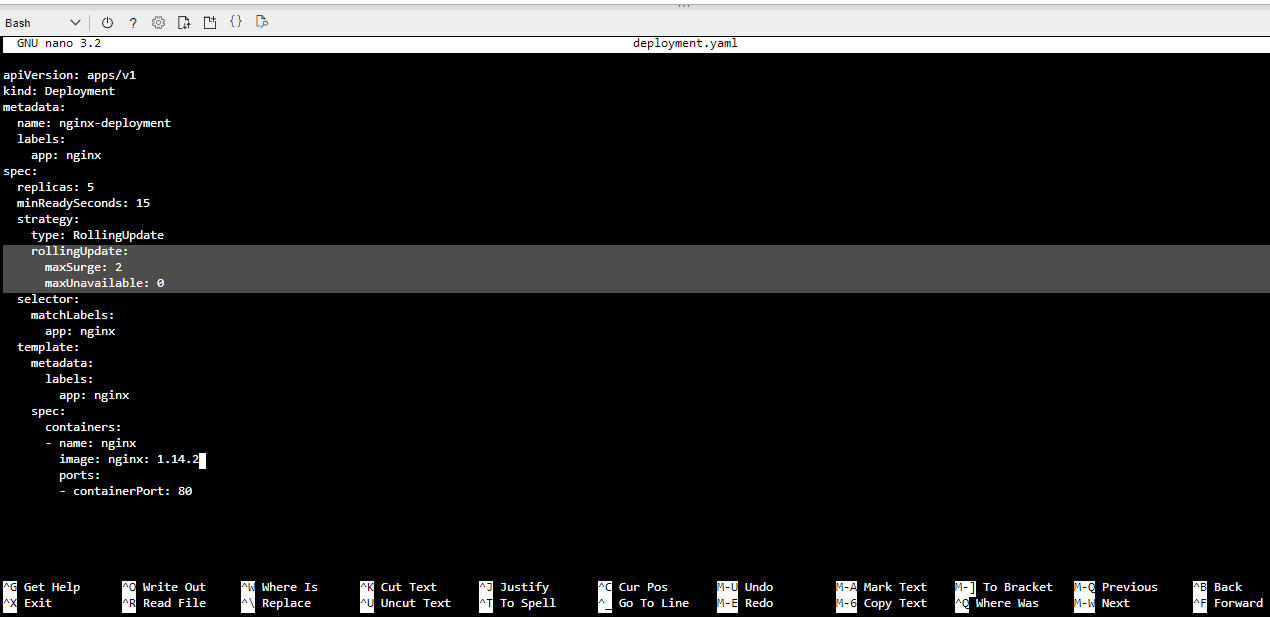 Bash
GNU nano 3.2 deployment.yaml
apiVersion: apps/v1
kind: Deployment
metadata:
  name: nginx-deployment
  labels:
    app: nginx
spec:
  replicas: 5
  minReadySeconds: 15
  strategy:
    type: RollingUpdate
    rollingUpdate:
      maxSurge: 2
      maxUnavailable: 0
  selector:
    matchLabels:
      app: nginx
  template:
    metadata:
      labels:
        app: nginx
    spec:
      containers:
      - name: nginx
        image: nginx: 1.14.2
        ports:
        - containerPort: 80
^G Get Help ^O Write Out ^W Where Is ^K Cut Text ^J Justify ^C Cur Pos M-U Undo M-A Mark Text M-] To Bracket M-Q Previous ^B Back
^X Exit ^R Read File ^\ Replace ^U Uncut Text ^T To Spell ^_ Go To Line M-E Redo M-6 Copy Text ^Q Where Was M-W Next ^F Forward